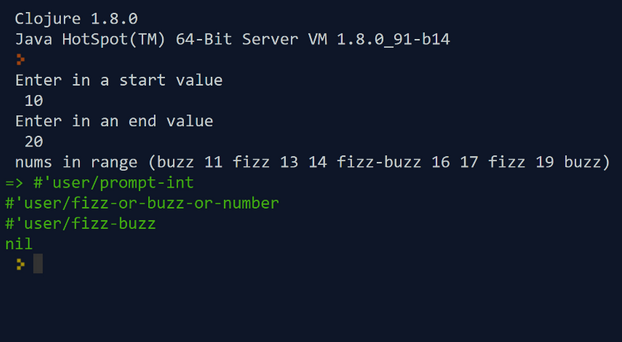 Clojure 1.8.0
Java HotSpot(TM) 64-Bit Server VM 1.8.0_91-b14
>
Enter in a start value
10
Enter in an end value
20
nums in range (buzz 11 fizz 13 14 fizz-buzz 16 17 fizz 19 buzz)
=> #'user/prompt-int
#'user/fizz-or-buzz-or-number
#'user/fizz-buzz
nil
>